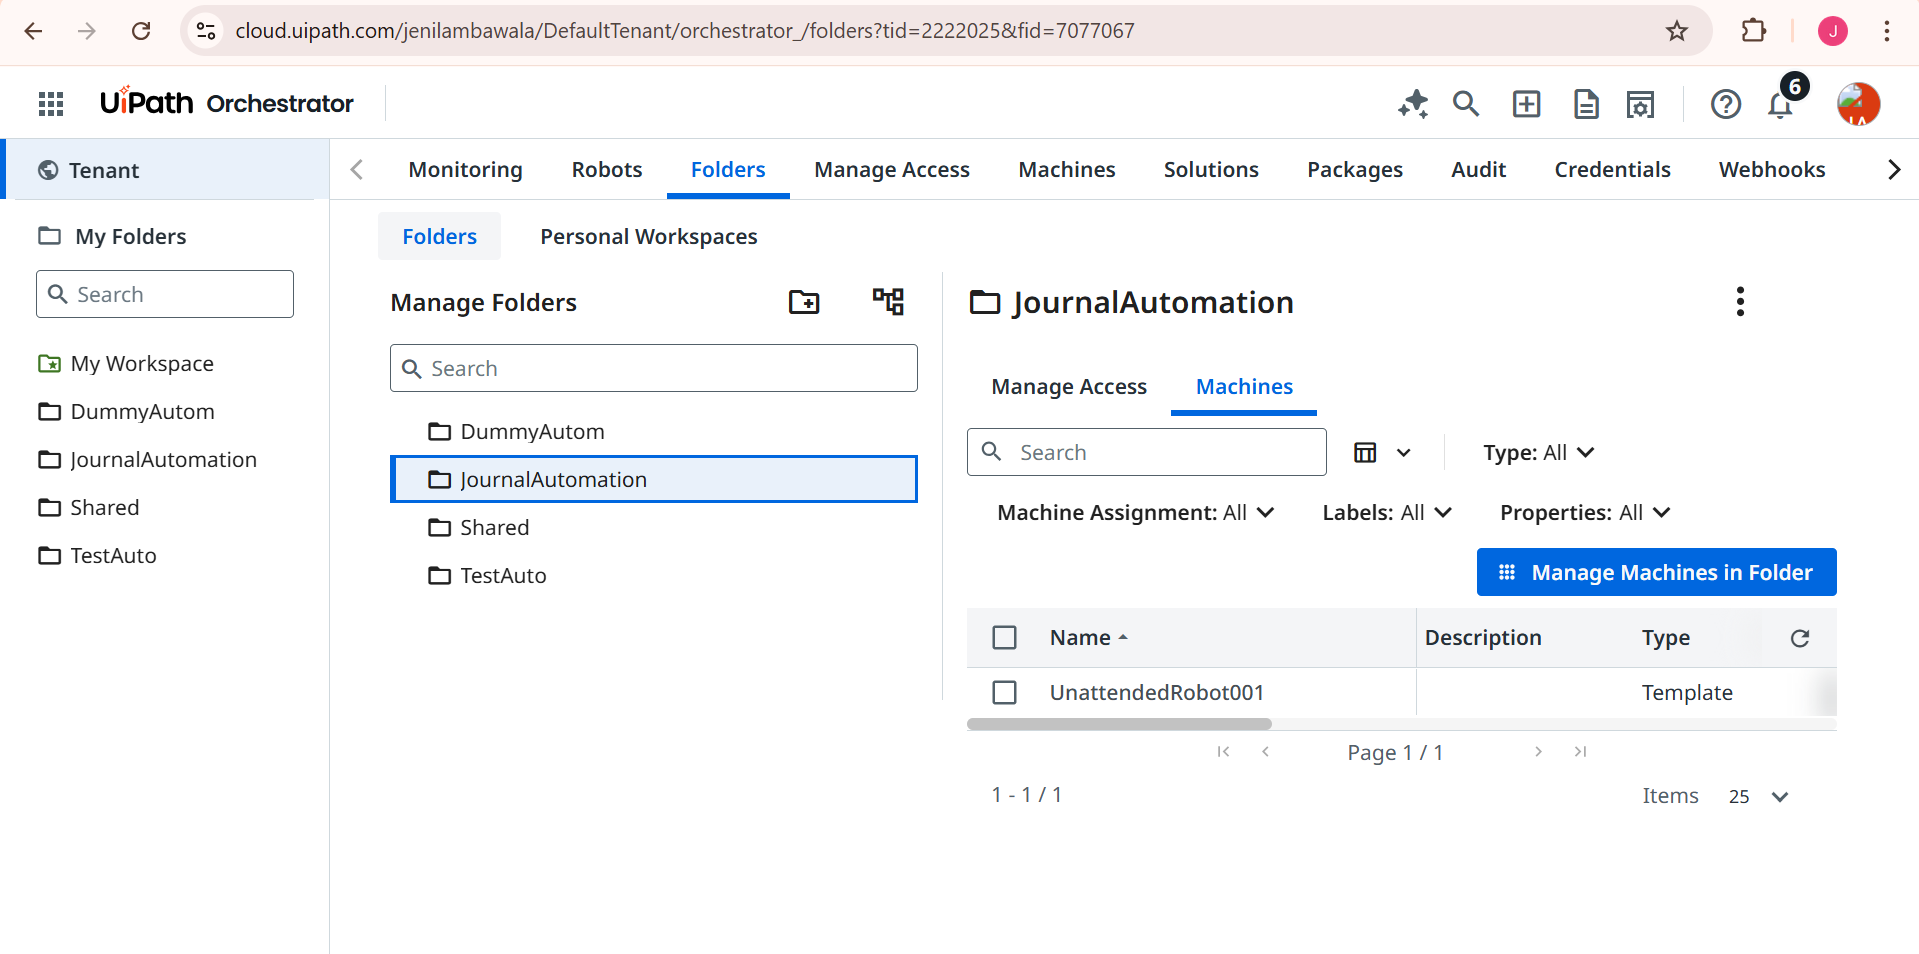 cloud.uipath.com/jenilambawala/DefaultTenant/orchestrator_/folders?tid=2222025&fid=7077067
J
UiPath Orchestrator
6
Tenant
Monitoring Robots Folders Manage Access Machines Solutions Packages Audit Credentials Webhooks
My Folders
Search
My Workspace
DummyAutom
JournalAutomation
Shared
TestAuto
Folders Personal Workspaces
Manage Folders
Search
DummyAutom
JournalAutomation
Shared
TestAuto
JournalAutomation
Manage Access Machines
Search
Type: All
Machine Assignment: All Labels: All Properties: All
Manage Machines in Folder
Name Description Type
UnattendedRobot001 Template
Page 1 / 1
1 - 1 / 1
Items 25